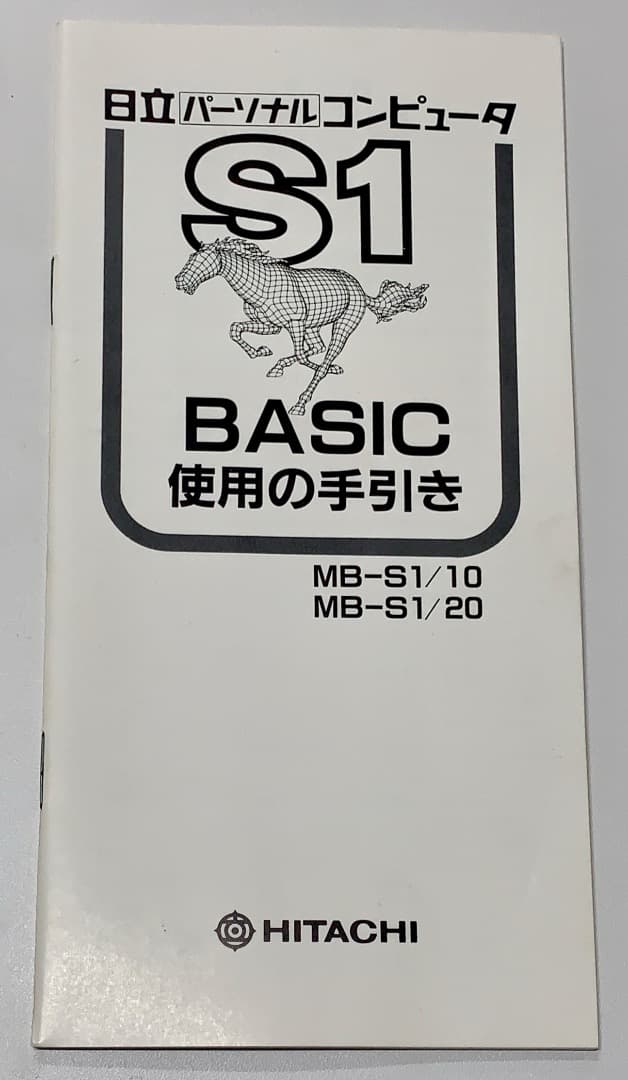 日立パーソナルコンピュータ
S1
BASIC
使用の手引き
MB-S1/10
MB-S1/20
HITACHI